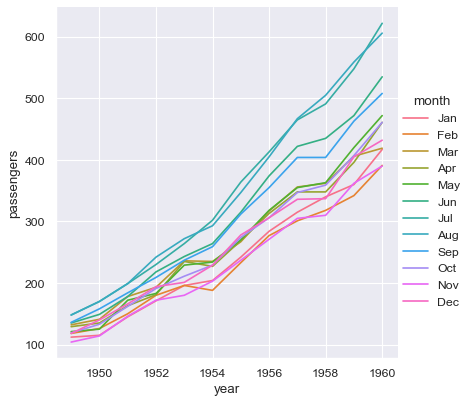 600
500
400
300
200
100
passengers
1950
1952
1954
1956
1958
1960
year
month
Jan
Feb
Mar
Apr
May
Jun
Jul
Aug
Sep
Oct
Nov
Dec